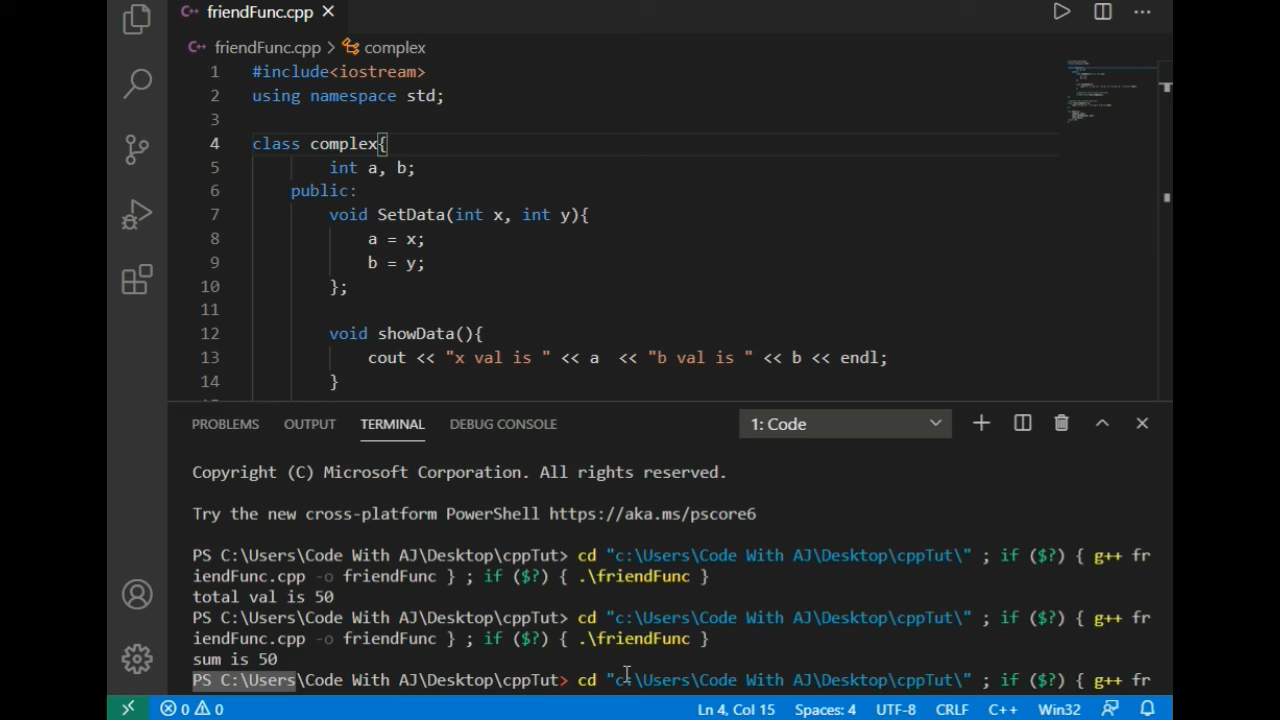 friendFunc.cpp
friendFunc.cpp > complex
1 #include<iostream>
2 using namespace std;
3
4 class complex{
5 int a, b;
6 public:
7 void SetData(int x, int y){
8 a = x;
9 b = y;
10 };
11
12 void showData(){
13 cout << "x val is " << a  << "b val is " << b << endl;
14 }
PROBLEMS OUTPUT TERMINAL DEBUG CONSOLE 1: Code
Copyright (C) Microsoft Corporation. All rights reserved.
Try the new cross-platform PowerShell https://aka.ms/pscore6
PS C:\Users\Code With AJ\Desktop\cppTut> cd "c:\Users\Code With AJ\Desktop\cppTut\" ; if ($?) { g++ fr
iendFunc.cpp -o friendFunc } ; if ($?) { .\friendFunc }
total val is 50
PS C:\Users\Code With AJ\Desktop\cppTut> cd "c:\Users\Code With AJ\Desktop\cppTut\" ; if ($?) { g++ fr
iendFunc.cpp -o friendFunc } ; if ($?) { .\friendFunc }
sum is 50
PS C:\Users\Code With AJ\Desktop\cppTut> cd "c:\Users\Code With AJ\Desktop\cppTut\" ; if ($?) { g++ fr
0 0 Ln 4, Col 15 Spaces: 4 UTF-8 CRLF C++ Win32